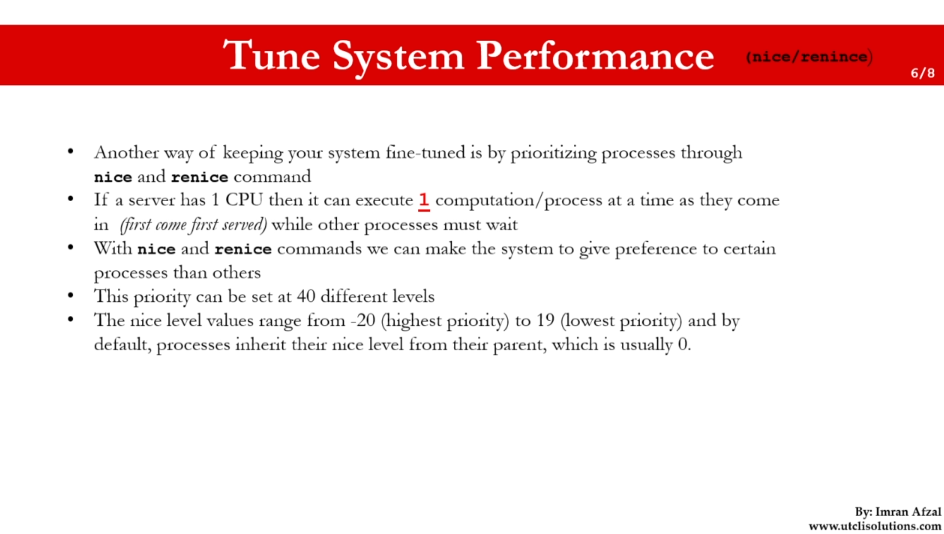 Tune System Performance (nice/renince)
6/8
• Another way of keeping your system fine-tuned is by prioritizing processes through
nice and renice command
• If a server has 1 CPU then it can execute 1 computation/process at a time as they come
in (first come first served) while other processes must wait
• With nice and renice commands we can make the system to give preference to certain
processes than others
• This priority can be set at 40 different levels
• The nice level values range from -20 (highest priority) to 19 (lowest priority) and by
default, processes inherit their nice level from their parent, which is usually 0.
By: Imran Afzal
www.utclisolutions.com